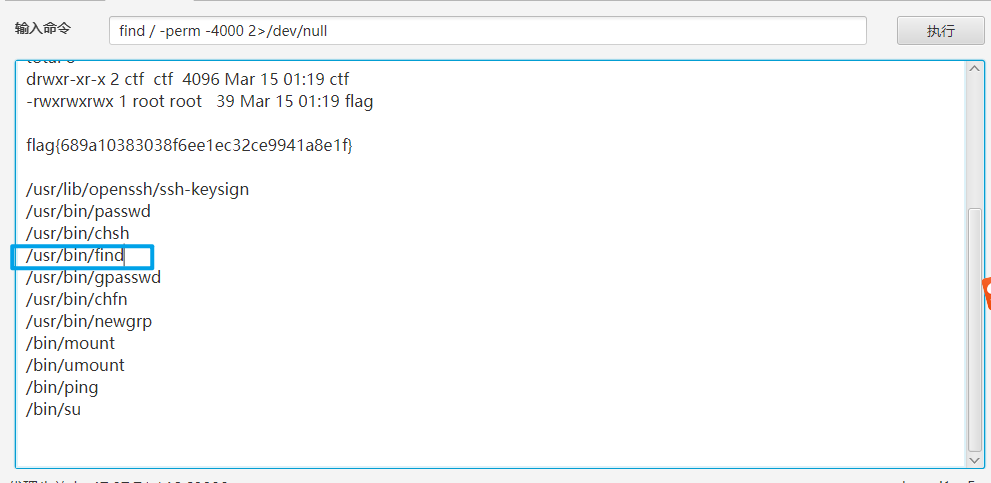 输入命令
find / -perm -4000 2>/dev/null
执行
drwxr-xr-x 2 ctf  ctf  4096 Mar 15 01:19 ctf
-rwxrwxrwx 1 root root   39 Mar 15 01:19 flag
flag{689a10383038f6ee1ec32ce9941a8e1f}
/usr/lib/openssh/ssh-keysign
/usr/bin/passwd
/usr/bin/chsh
/usr/bin/find
/usr/bin/gpasswd
/usr/bin/chfn
/usr/bin/newgrp
/bin/mount
/bin/umount
/bin/ping
/bin/su